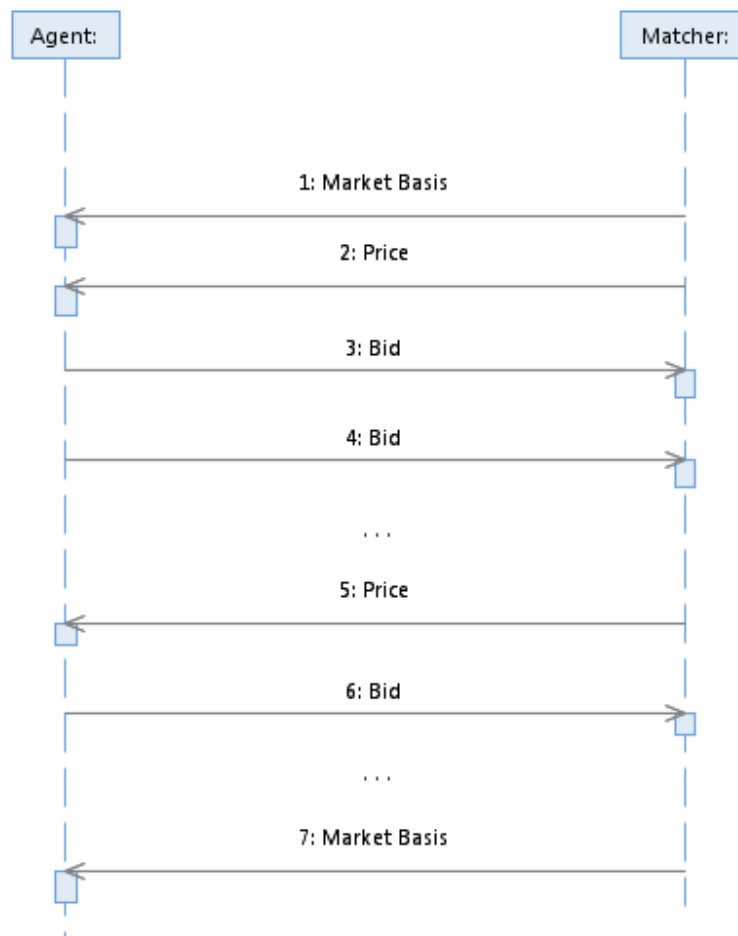 Agent:
Matcher:
1: Market Basis
2: Price
3: Bid
4: Bid
...
5: Price
6: Bid
...
7: Market Basis